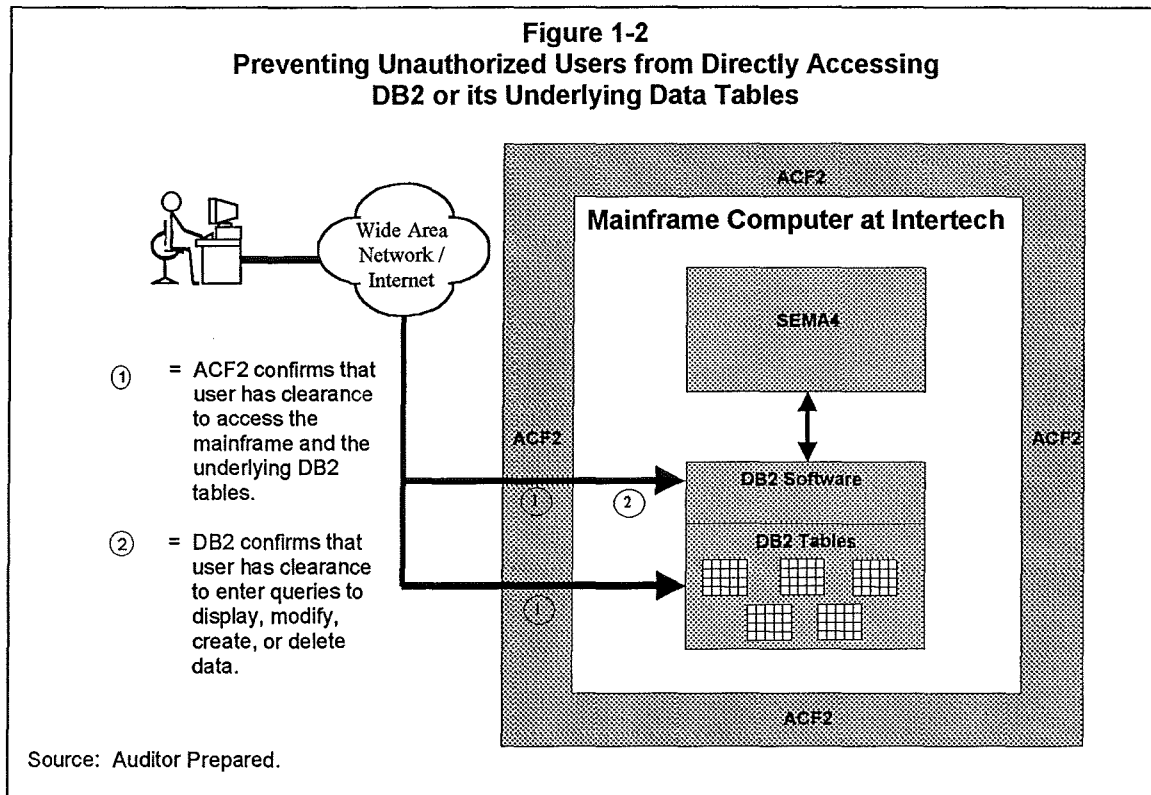 Figure 1-2
Preventing Unauthorized Users from Directly Accessing
DB2 or its Underlying Data Tables
ACF2
Mainframe Computer at Intertech
Wide Area
Network /
Internet
SEMA4
① = ACF2 confirms that
user has clearance
to access the
mainframe and the
underlying DB2
tables.
ACF2
ACF2
DB2 Software
①
②
② = DB2 confirms that
user has clearance
to enter queries to
display, modify,
create, or delete
data.
DB2 Tables
①
ACF2
Source: Auditor Prepared.